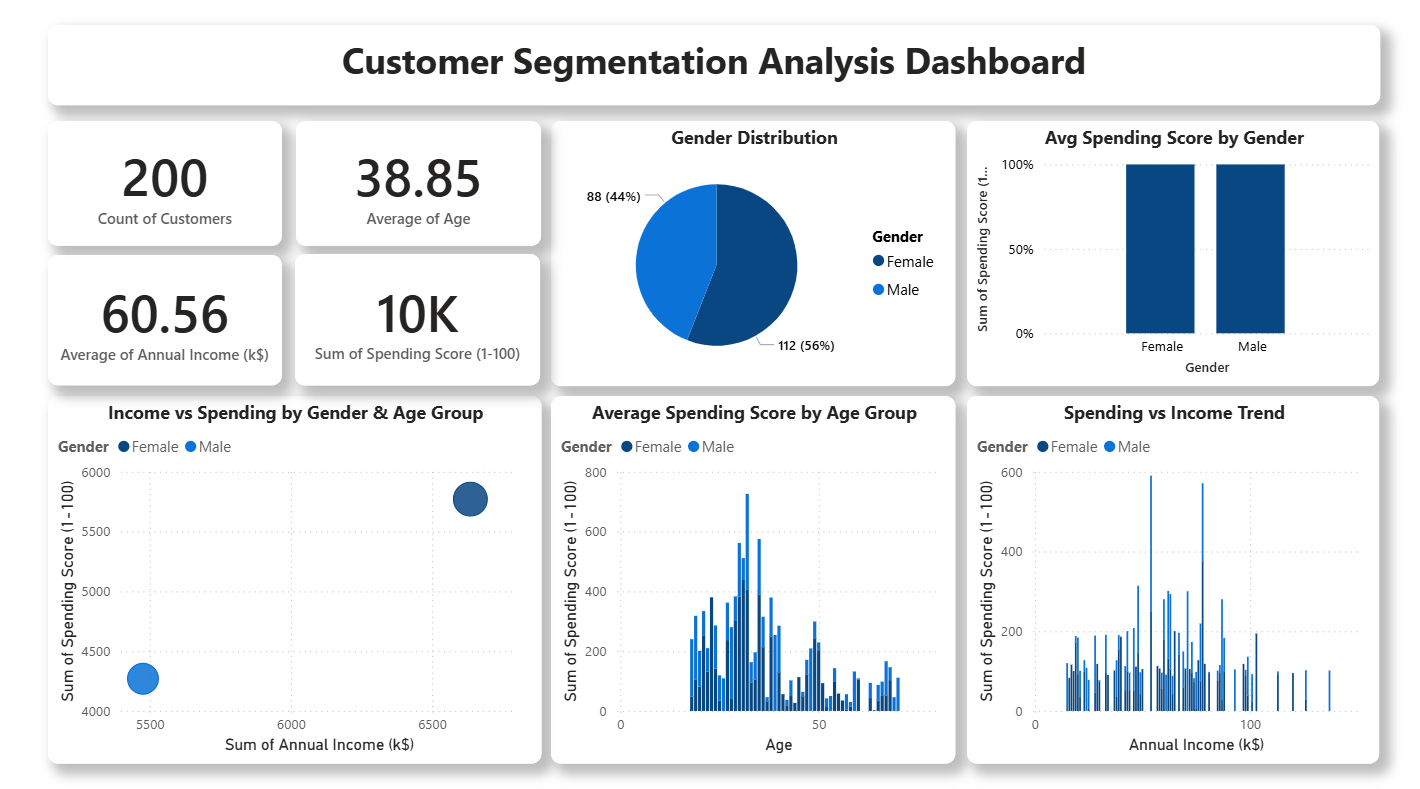 Customer Segmentation Analysis Dashboard
200
Count of Customers
38.85
Average of Age
60.56
Average of Annual Income (k$)
10K
Sum of Spending Score (1-100)
Gender Distribution
88 (44%)
112 (56%)
Gender
Female
Male
Avg Spending Score by Gender
Sum of Spending Score (1...
100%
50%
0%
Female
Male
Gender
Income vs Spending by Gender & Age Group
Gender Female Male
Sum of Spending Score (1-100)
6000
5500
5000
4500
4000
5500
6000
6500
Sum of Annual Income (k$)
Average Spending Score by Age Group
Gender Female Male
Sum of Spending Score (1-100)
800
600
400
200
0
0
50
Age
Spending vs Income Trend
Gender Female Male
Sum of Spending Score (1-100)
600
400
200
0
0
100
Annual Income (k$)